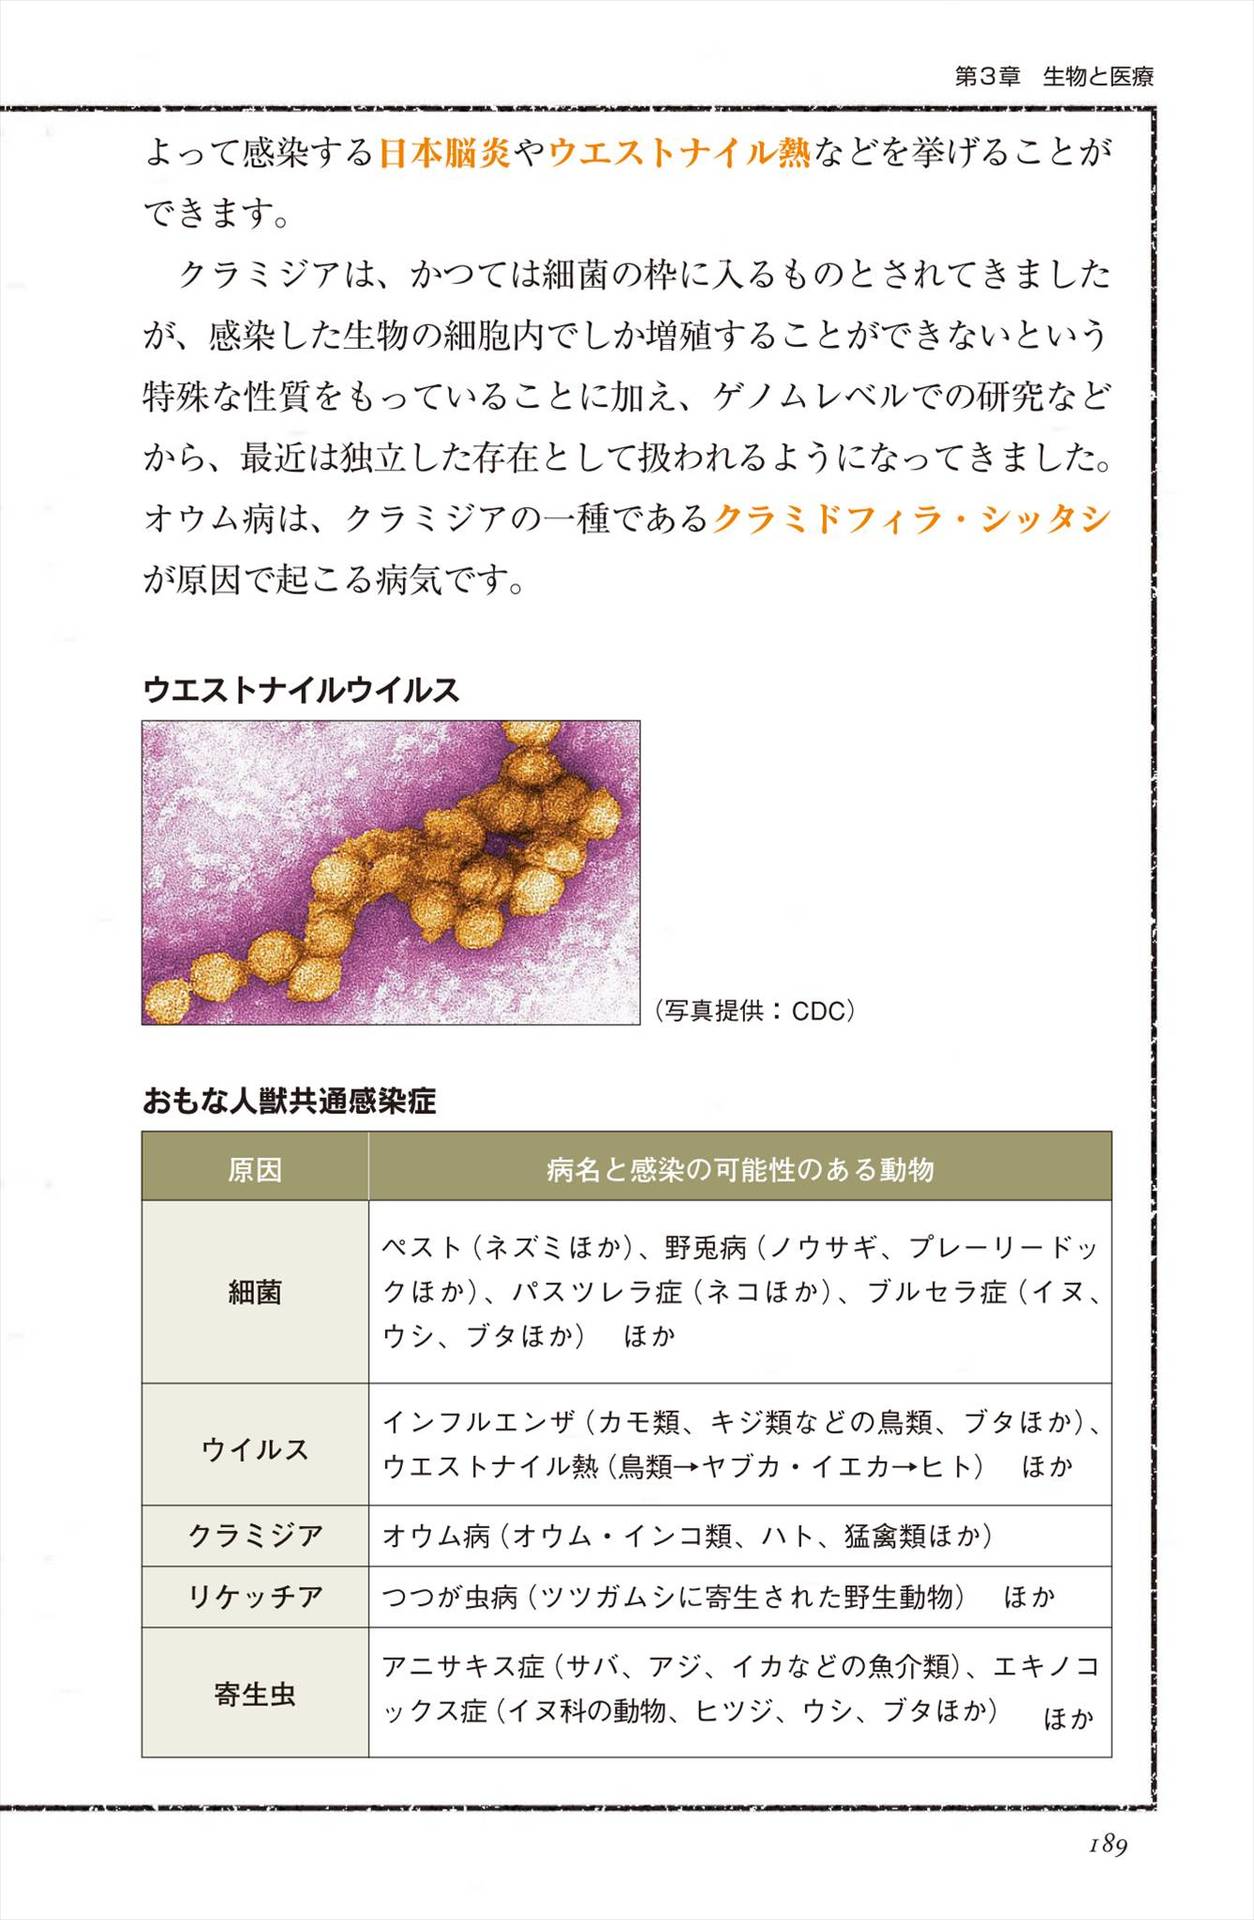 第3章　生物と医療
よって感染する日本脳炎やウエストナイル熱などを挙げることが
できます。
クラミジアは、かつては細菌の枠に入るものとされてきました
が、感染した生物の細胞内でしか増殖することができないという
特殊な性質をもっていることに加え、ゲノムレベルでの研究など
から、最近は独立した存在として扱われるようになってきました。
オウム病は、クラミジアの一種であるクラミドフィラ・シッタシ
が原因で起こる病気です。
ウエストナイルウイルス
（写真提供：CDC）
おもな人獣共通感染症
原因
病名と感染の可能性のある動物
細菌
ペスト（ネズミほか）、野兎病（ノウサギ、プレーリードッ
クほか）、パスツレラ症（ネコほか）、ブルセラ症（イヌ、
ウシ、ブタほか）　ほか
ウイルス
インフルエンザ（カモ類、キジ類などの鳥類、ブタほか）、
ウエストナイル熱（鳥類→ヤブカ・イエカ→ヒト）　ほか
クラミジア
オウム病（オウム・インコ類、ハト、猛禽類ほか）
リケッチア
つつが虫病（ツツガムシに寄生された野生動物）　ほか
寄生虫
アニサキス症（サバ、アジ、イカなどの魚介類）、エキノコ
ックス症（イヌ科の動物、ヒツジ、ウシ、ブタほか）　ほか
189